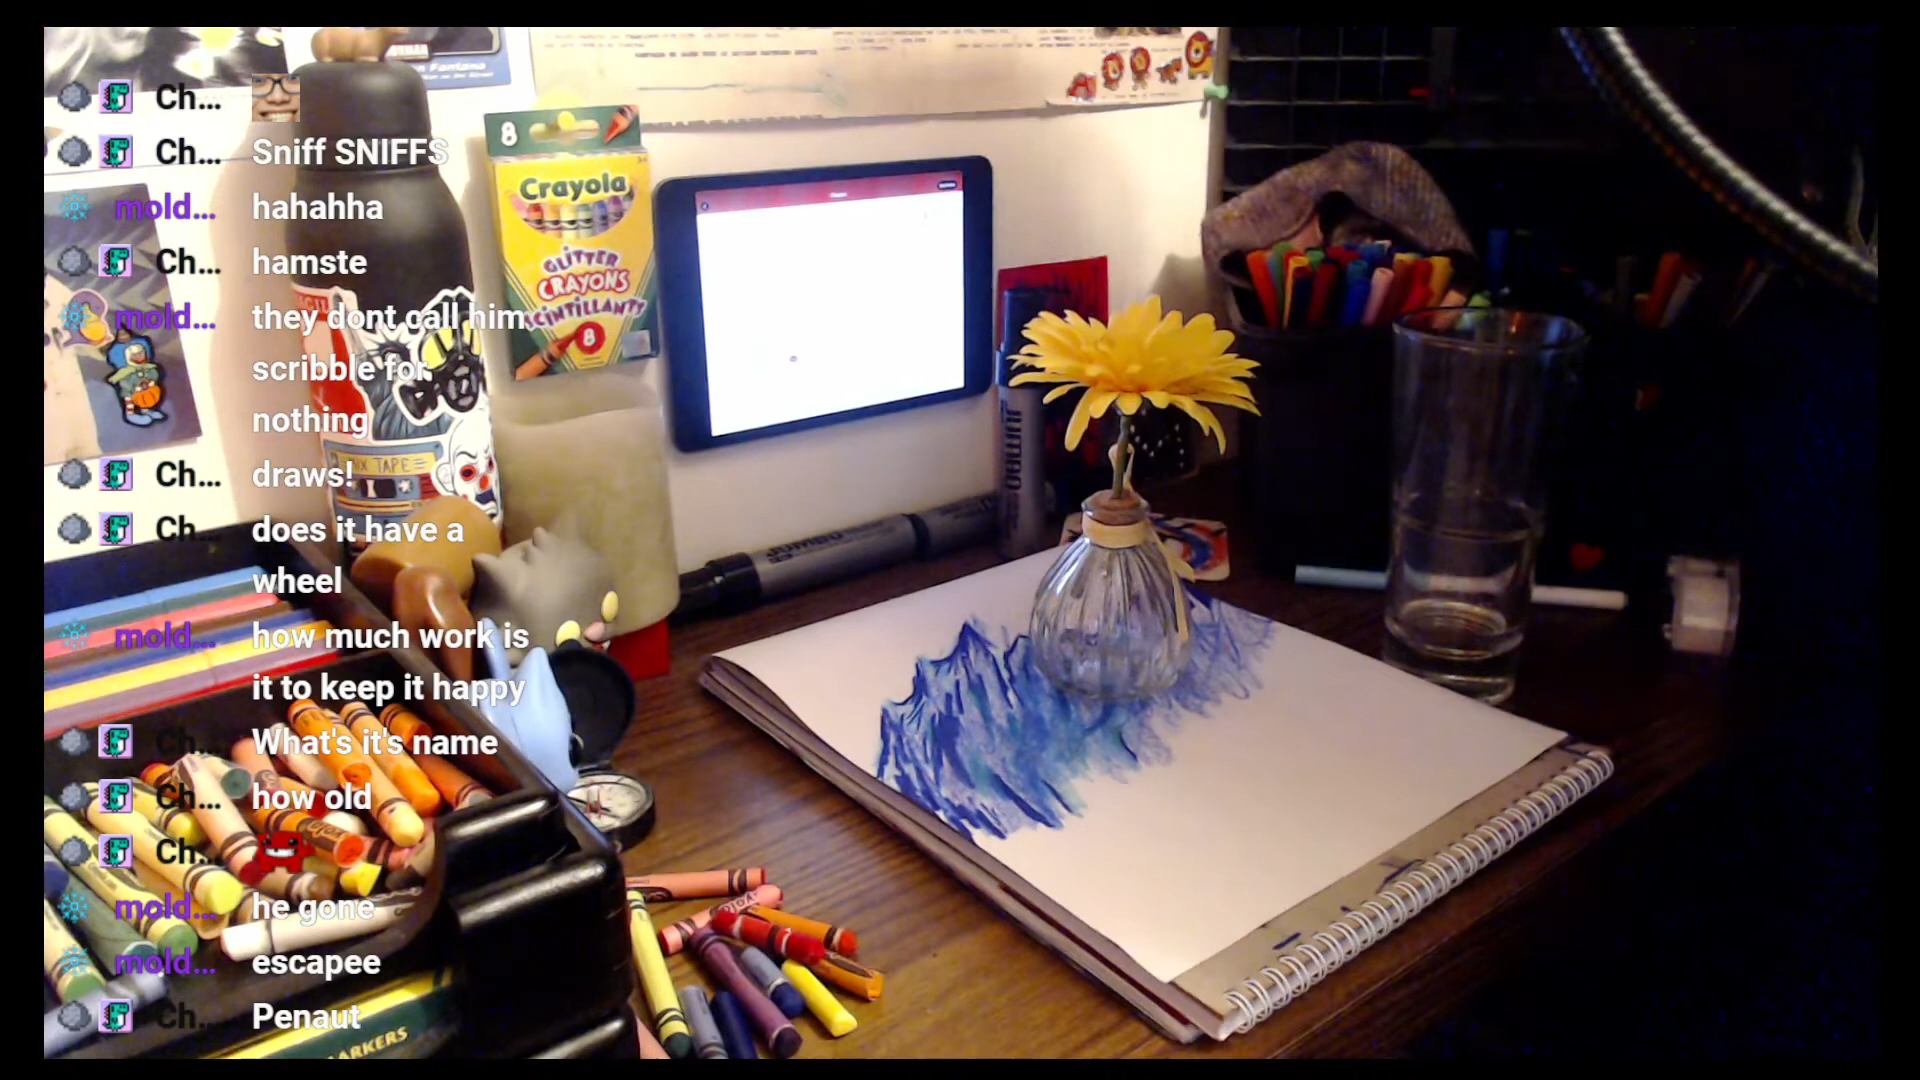 Ch...
Ch... Sniff SNIFFS
mold... hahahha
Ch... hamste
mold... they dont call him
scribble for
nothing
Ch... draws!
Ch... does it have a
wheel
mold... how much work is
it to keep it happy
Ch... What's it's name
Ch... how old
Ch...
mold... he gone
mold... escapee
Ch... Penaut
8
Crayola
GLITTER
CRAYONS
SCINTILLANTS
8
TAPE
JUMBO
MARKERS